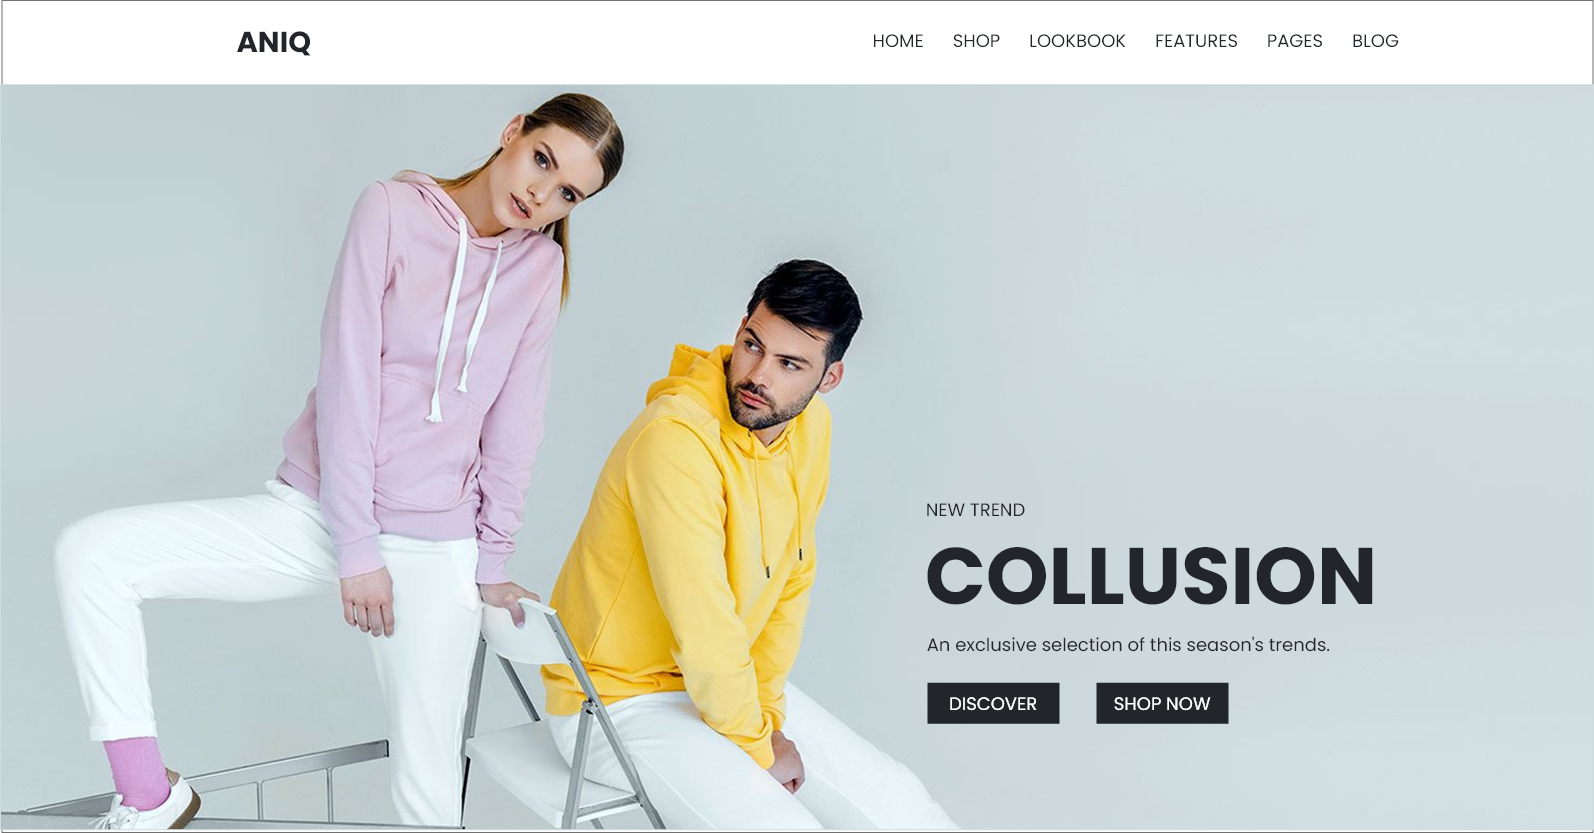 ANIQ
HOME SHOP LOOKBOOK FEATURES PAGES BLOG
NEW TREND
COLLUSION
An exclusive selection of this season's trends.
DISCOVER SHOP NOW